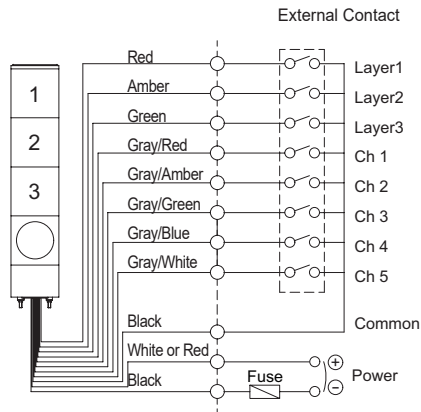 External Contact
Red
Layer1
Amber
Layer2
Green
Layer3
Gray/Red
Ch 1
Gray/Amber
Ch 2
Gray/Green
Ch 3
Gray/Blue
Ch 4
Gray/White
Ch 5
Black
Common
White or Red
+
Power
Black
Fuse
-
1
2
3